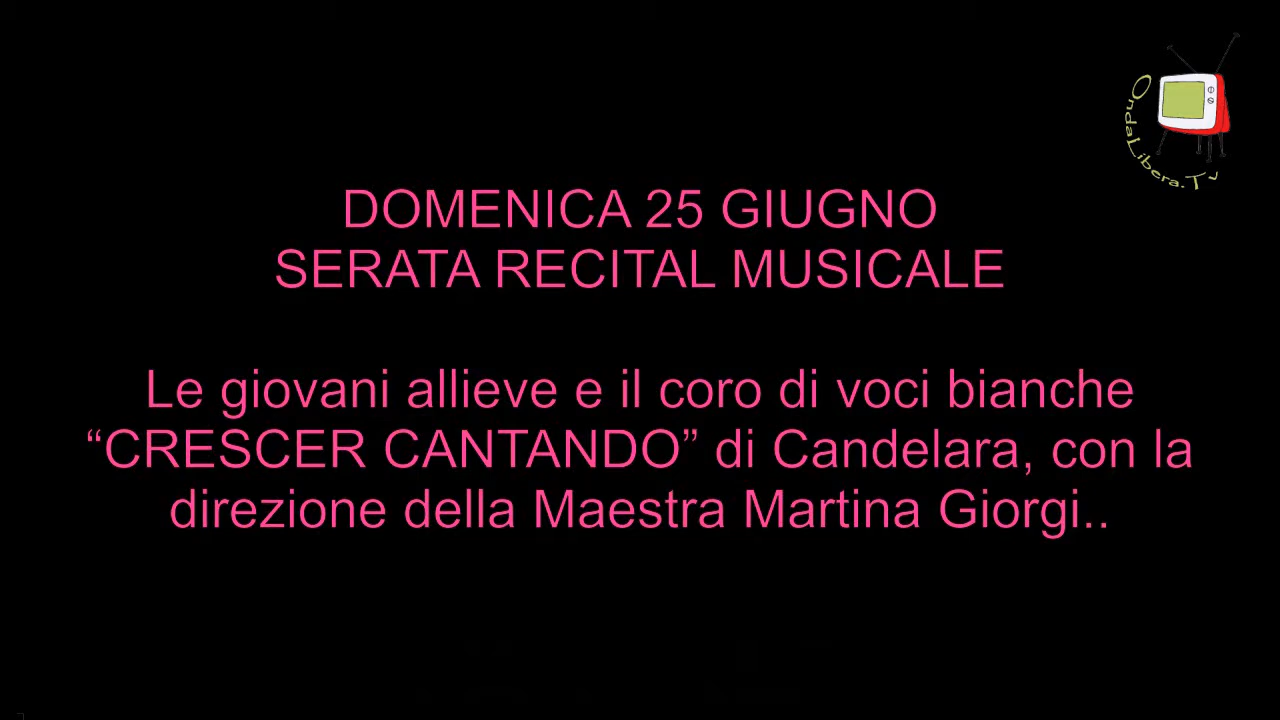 OndaLibera.Tv
DOMENICA 25 GIUGNO
SERATA RECITAL MUSICALE
Le giovani allieve e il coro di voci bianche
“CRESCER CANTANDO” di Candelara, con la
direzione della Maestra Martina Giorgi..